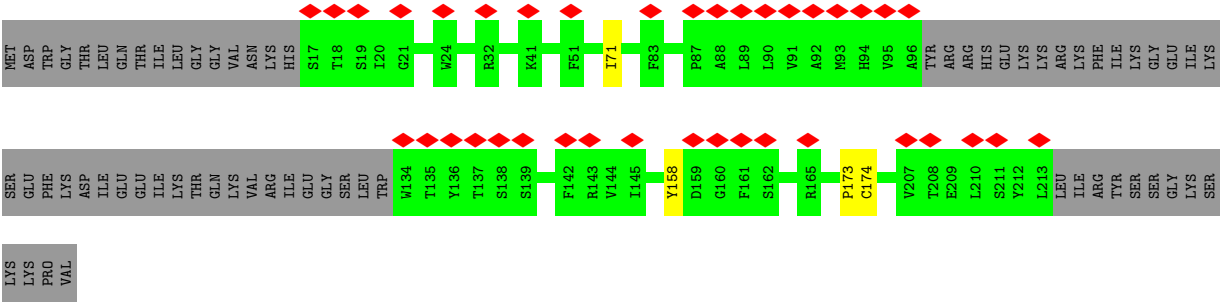 MET ASP TRP GLY THR LEU GLN THR ILE LEU GLY GLY VAL ASN LYS HIS S17 T18 S19 I20 G21 W24 R32 K41 F51 I71 F83 P87 A88 L89 L90 V91 A92 M93 H94 V95 A96 TYR ARG ARG HIS GLU LYS LYS ARG LYS PHE ILE LYS GLY GLU ILE LYS
SER GLU PHE LYS ASP ILE GLU GLU ILE LYS THR GLN LYS VAL ARG ILE GLU GLY SER LEU TRP W134 T135 Y136 T137 S138 S139 F142 R143 V144 I145 Y158 D159 G160 F161 S162 R165 P173 C174 V207 T208 E209 L210 S211 Y212 L213 LEU ILE ARG TYR SER SER GLY LYS SER
LYS LYS PRO VAL